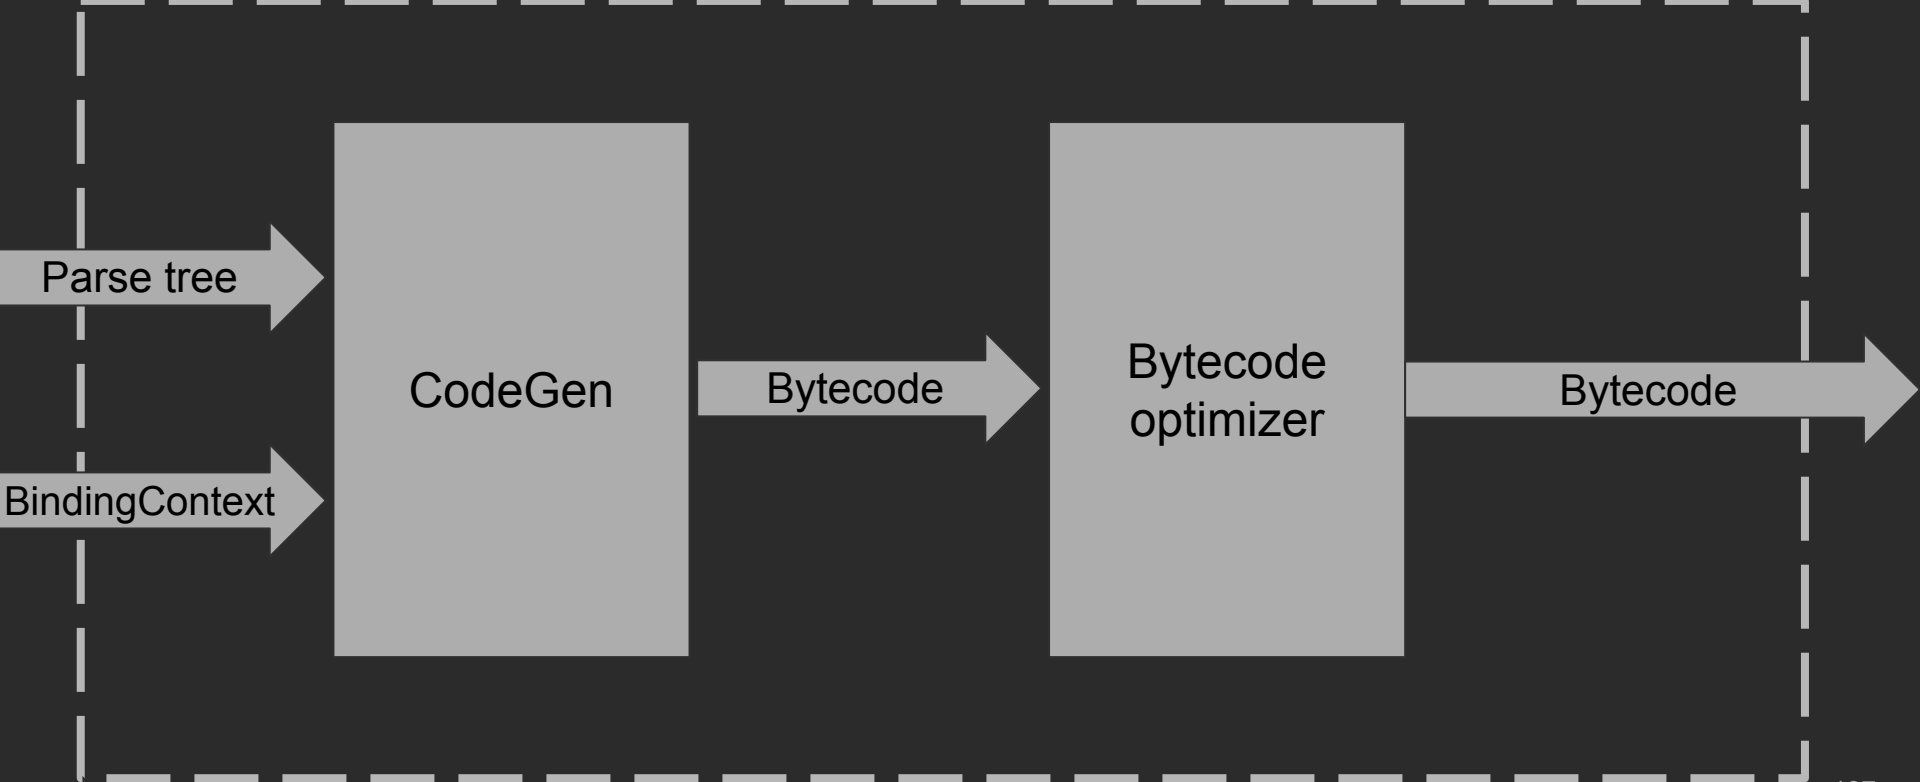 Parse tree
BindingContext
CodeGen
Bytecode
Bytecode
optimizer
Bytecode